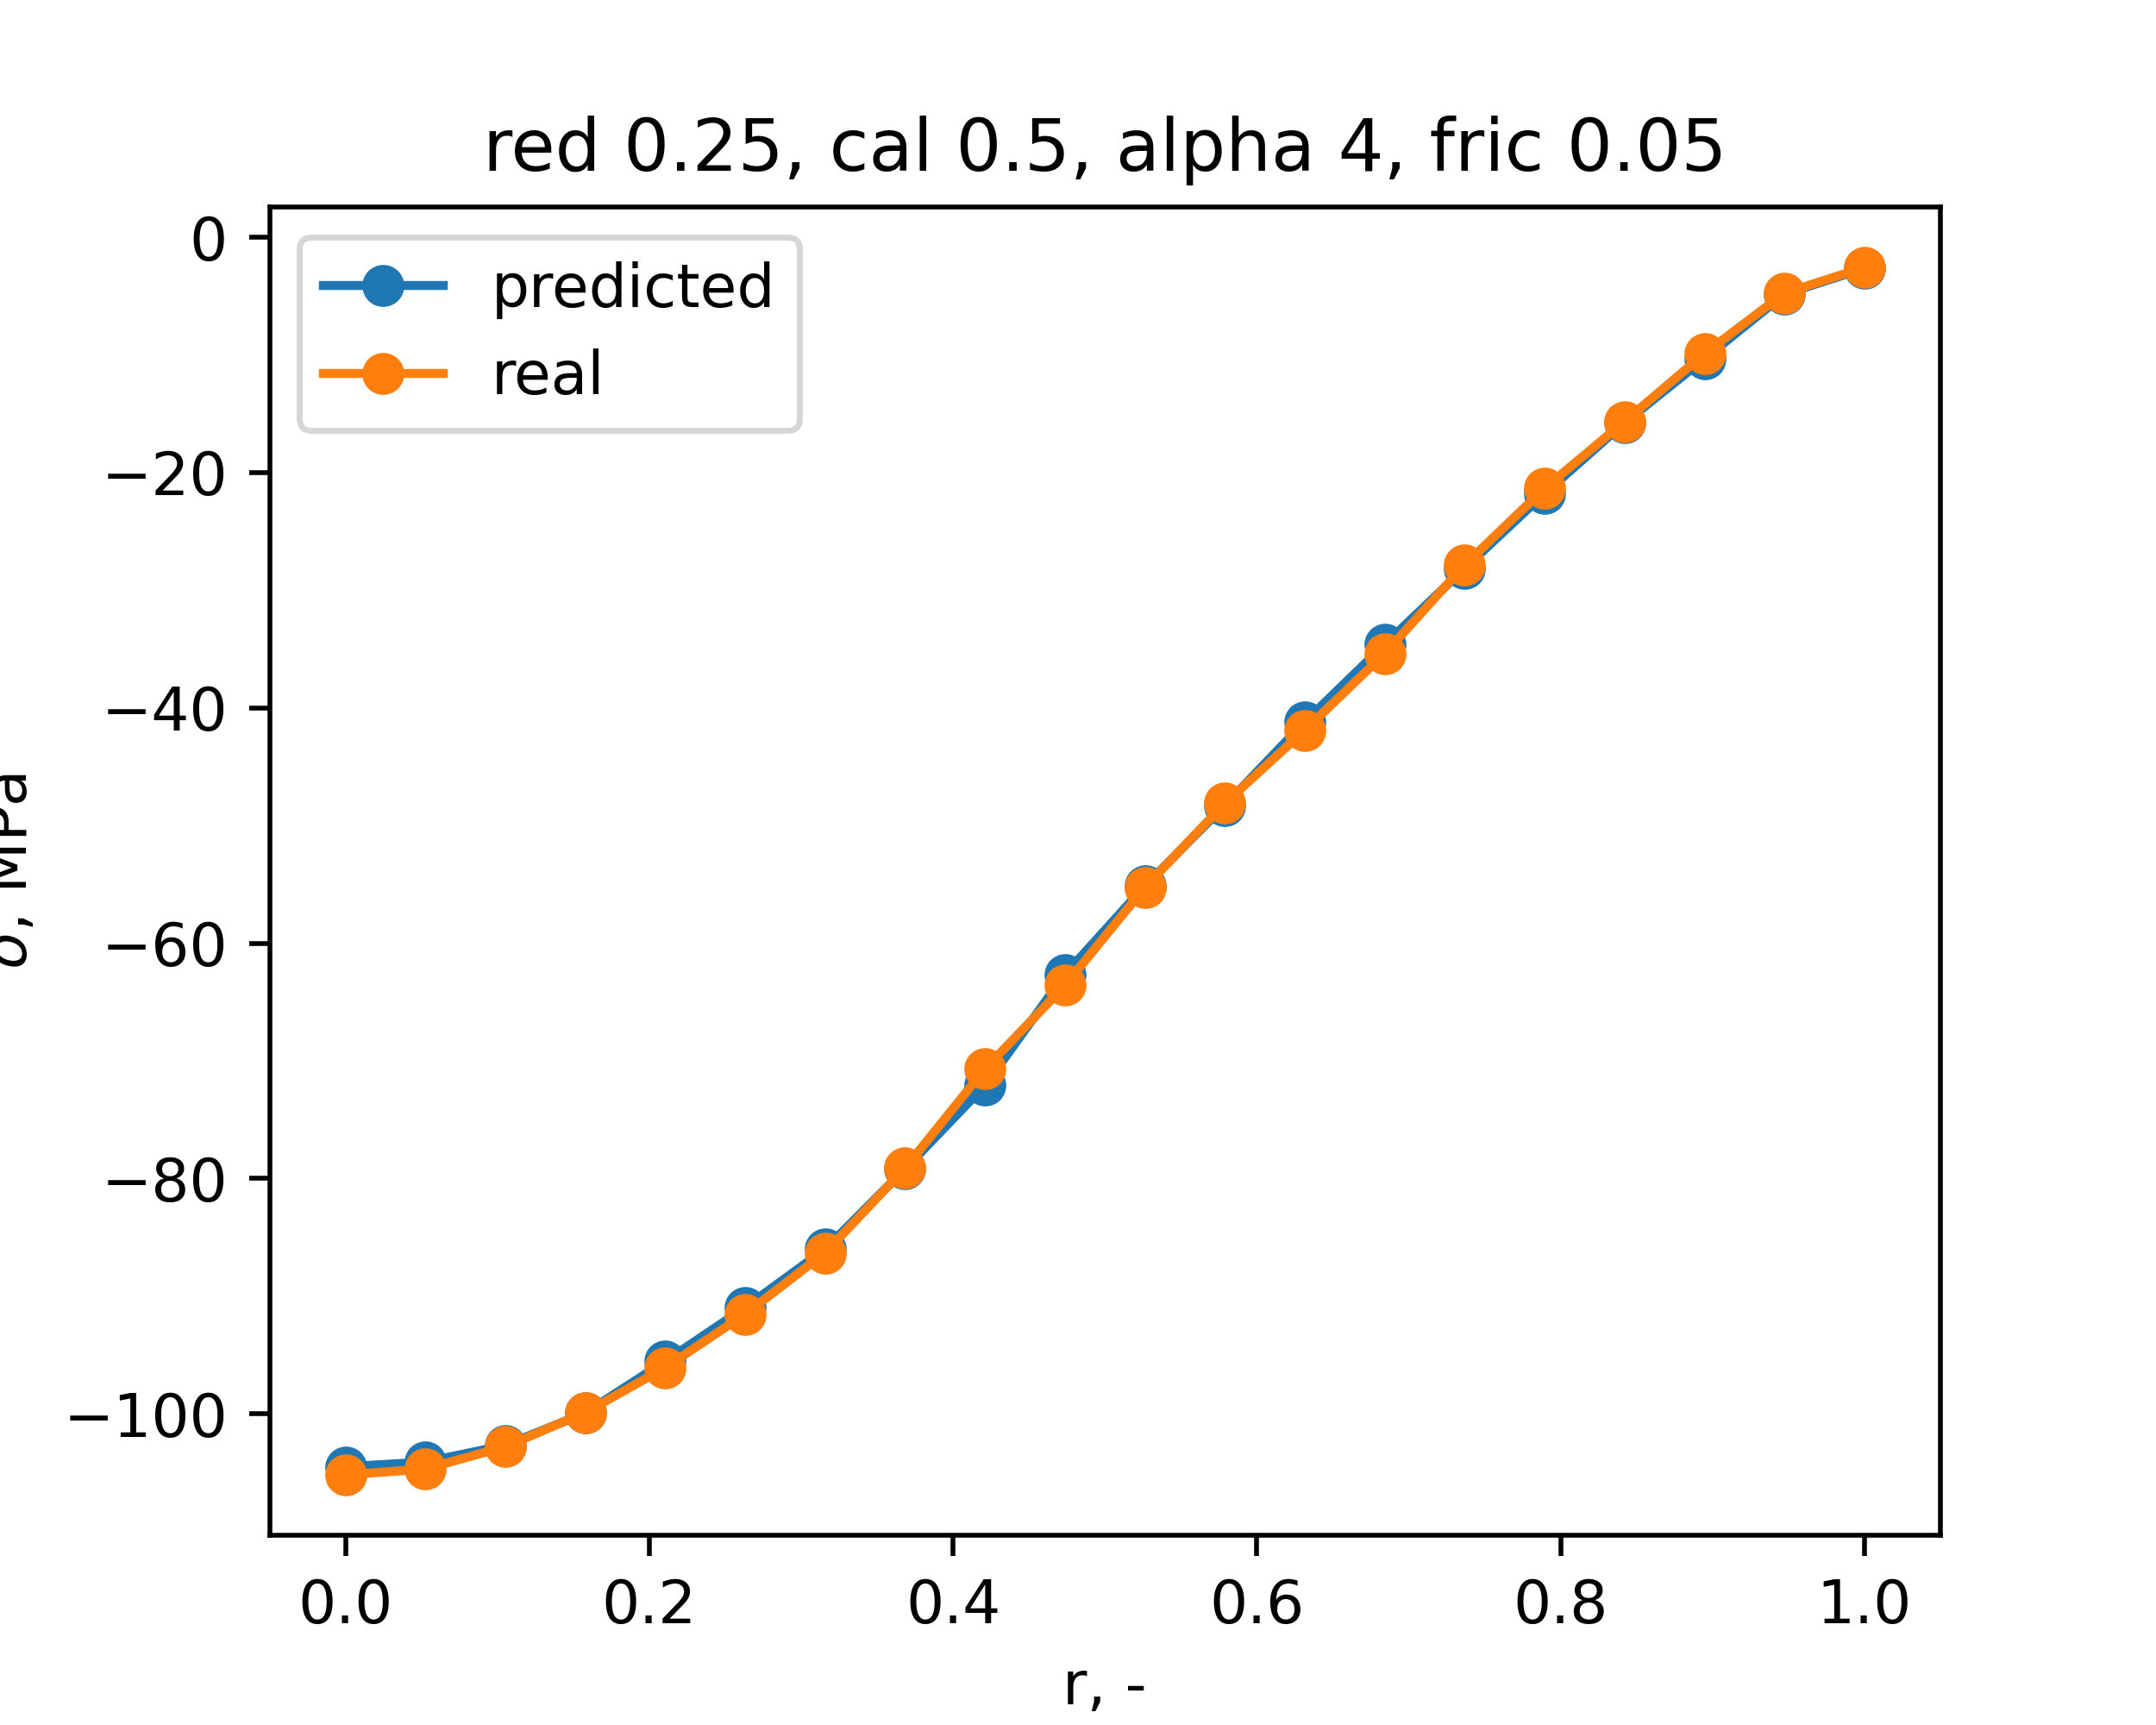 red 0.25, cal 0.5, alpha 4, fric 0.05
predicted
real
0
−20
−40
−60
−80
−100
, MPa
0.0 0.2 0.4 0.6 0.8 1.0
r, -